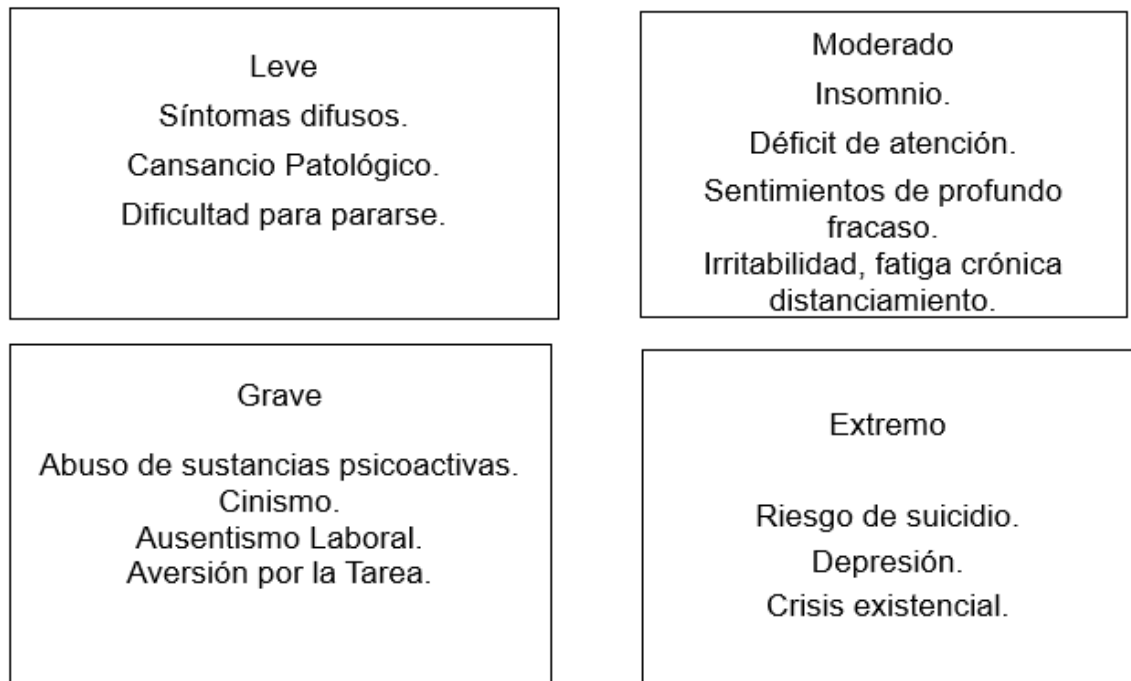 Leve
Síntomas difusos.
Cansancio Patológico.
Dificultad para pararse.
Moderado
Insomnio.
Déficit de atención.
Sentimientos de profundo
fracaso.
Irritabilidad, fatiga crónica
distanciamiento.
Grave
Abuso de sustancias psicoactivas.
Cinismo.
Ausentismo Laboral.
Aversión por la Tarea.
Extremo
Riesgo de suicidio.
Depresión.
Crisis existencial.